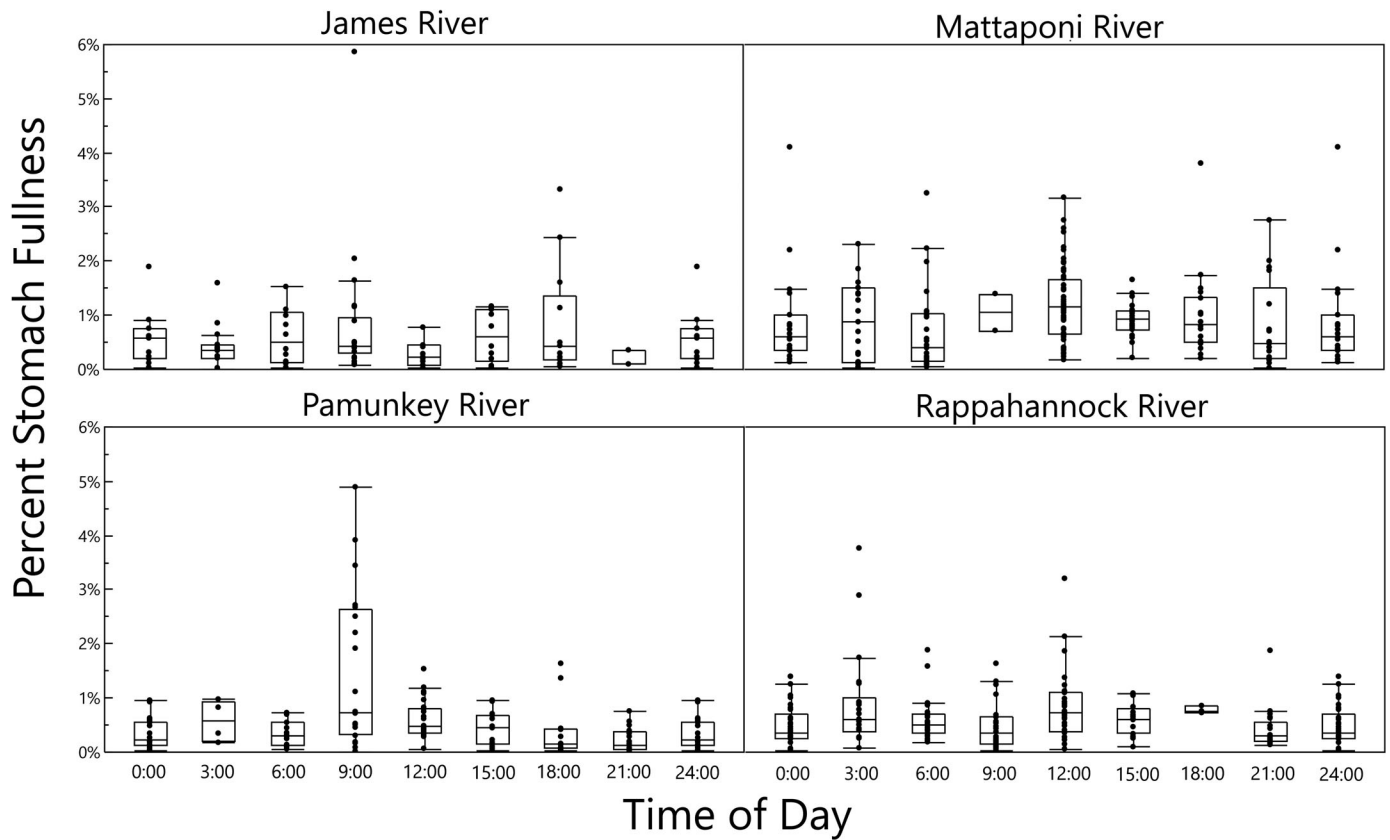 James River
Mattaponi River
Percent Stomach Fullness
6%
5%
4%
3%
2%
1%
0%
Pamunkey River
Rappahannock River
6%
5%
4%
3%
2%
1%
0%
0:00 3:00 6:00 9:00 12:00 15:00 18:00 21:00 24:00
0:00 3:00 6:00 9:00 12:00 15:00 18:00 21:00 24:00
Time of Day